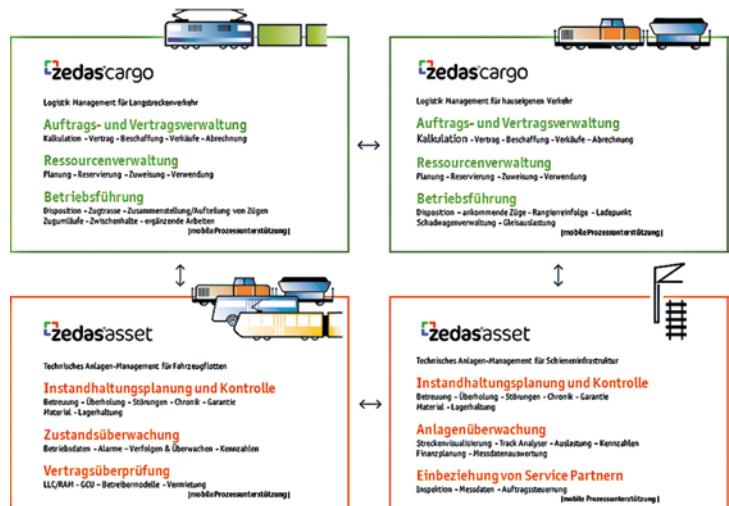 zedas®cargo
Logistik Management für Langstreckenverkehr
Auftrags- und Vertragsverwaltung
Kalkulation - Vertrag - Beschaffung - Verkäufe - Abrechnung
Ressourcenverwaltung
Planung - Reservierung - Zuweisung - Verwendung
Betriebsführung
Disposition - Zugtrasse - Zusammenstellung/Aufteilung von Zügen
Zugumläufe - Zwischenhalte - ergänzende Arbeiten
|mobile Prozessunterstützung|
zedas®cargo
Logistik Management für hauseigenen Verkehr
Auftrags- und Vertragsverwaltung
Kalkulation - Vertrag - Beschaffung - Verkäufe - Abrechnung
Ressourcenverwaltung
Planung - Reservierung - Zuweisung - Verwendung
Betriebsführung
Disposition - ankommende Züge - Rangierreinfolge - Ladepunkt
Schadwagenverwaltung - Gleisauslastung
|mobile Prozessunterstützung|
zedas®asset
Technisches Anlagen-Management für Fahrzeugflotten
Instandhaltungsplanung und Kontrolle
Betreuung - Überholung - Störungen - Chronik - Garantie
Material - Lagerhaltung
Zustandsüberwachung
Betriebsdaten - Alarme - Verfolgen & Überwachen - Kennzahlen
Vertragsüberprüfung
LLC/RAM - GCU - Betreibermodelle - Vermietung
|mobile Prozessunterstützung|
zedas®asset
Technisches Anlagen-Management für Schieneninfrastruktur
Instandhaltungsplanung und Kontrolle
Betreuung - Überholung - Störungen - Chronik - Garantie
Material - Lagerhaltung
Anlagenüberwachung
Streckenvisualisierung - Track Analyser - Auslastung - Kennzahlen
Finanzplanung - Messdatenauswertung
Einbeziehung von Service Partnern
Inspektion - Messdaten - Auftragssteuerung
|mobile Prozessunterstützung|